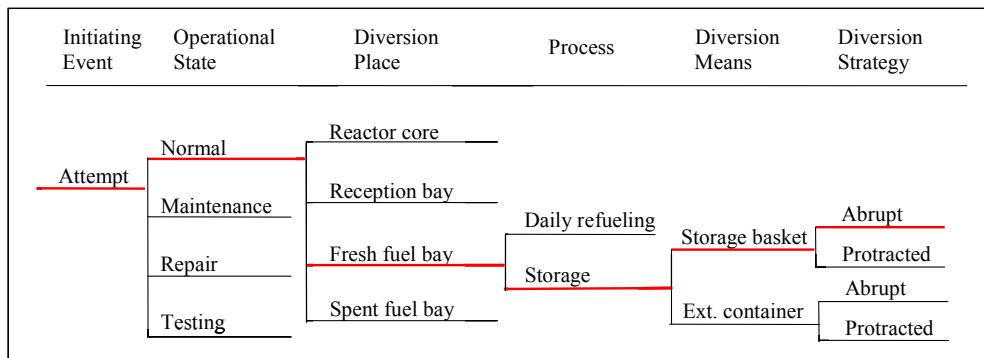 Initiating Event
Operational State
Diversion Place
Process
Diversion Means
Diversion Strategy
Attempt
Normal
Maintenance
Repair
Testing
Reactor core
Reception bay
Fresh fuel bay
Spent fuel bay
Daily refueling
Storage
Storage basket
Ext. container
Abrupt
Protracted
Abrupt
Protracted